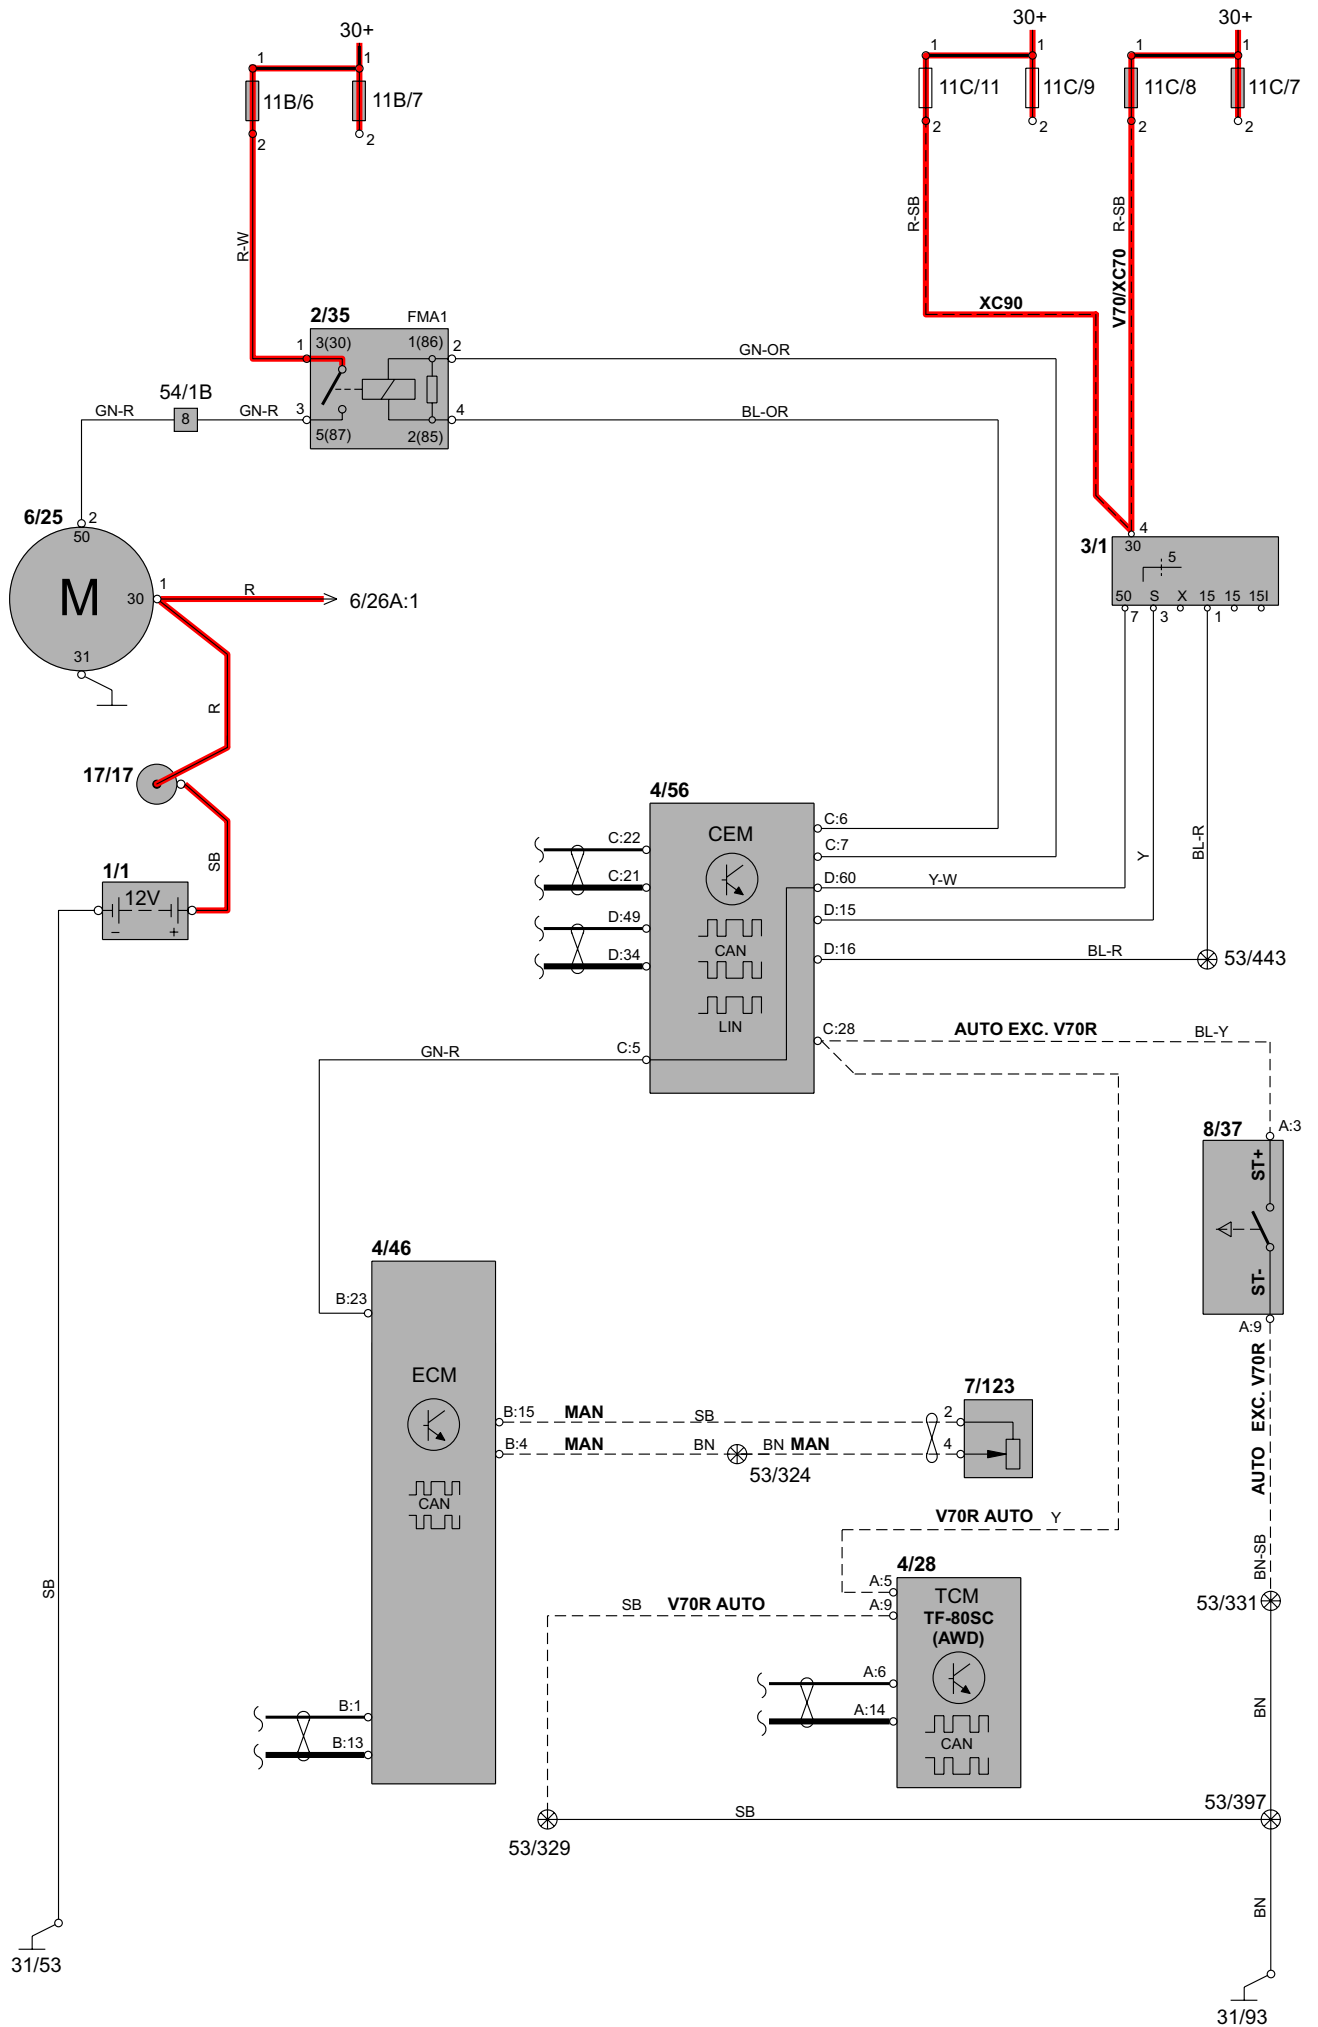 30+
30+
30+
1
1
11B/6
11B/7
2
2
1
1
11C/11
11C/9
2
2
1
1
11C/8
11C/7
2
2
R-W
R-SB
R-SB
V70/XC70
XC90
2/35
FMA1
1
3(30)
1(86)
2
GN-OR
54/1B
GN-R
8
GN-R
3
5(87)
2(85)
4
BL-OR
6/25
2
50
M
30
1
R
6/26A:1
31
R
17/17
SB
1/1
12V
−
+
3/1
4
30
5
50
S
X
15
15
15I
7
3
1
Y
BL-R
4/56
CEM
CAN
LIN
C:22
C:21
D:49
D:34
C:5
C:6
C:7
D:60
Y-W
D:15
D:16
BL-R
53/443
C:28
AUTO EXC. V70R
BL-Y
GN-R
8/37
A:3
ST+
ST-
A:9
AUTO EXC. V70R
BN-SB
4/46
B:23
ECM
CAN
B:15
MAN
SB
B:4
MAN
BN
53/324
BN
MAN
7/123
2
4
V70R AUTO
Y
4/28
A:5
A:9
SB
V70R AUTO
TCM
TF-80SC
(AWD)
A:6
A:14
CAN
53/331
BN
B:1
B:13
53/329
SB
53/397
BN
SB
31/53
31/93